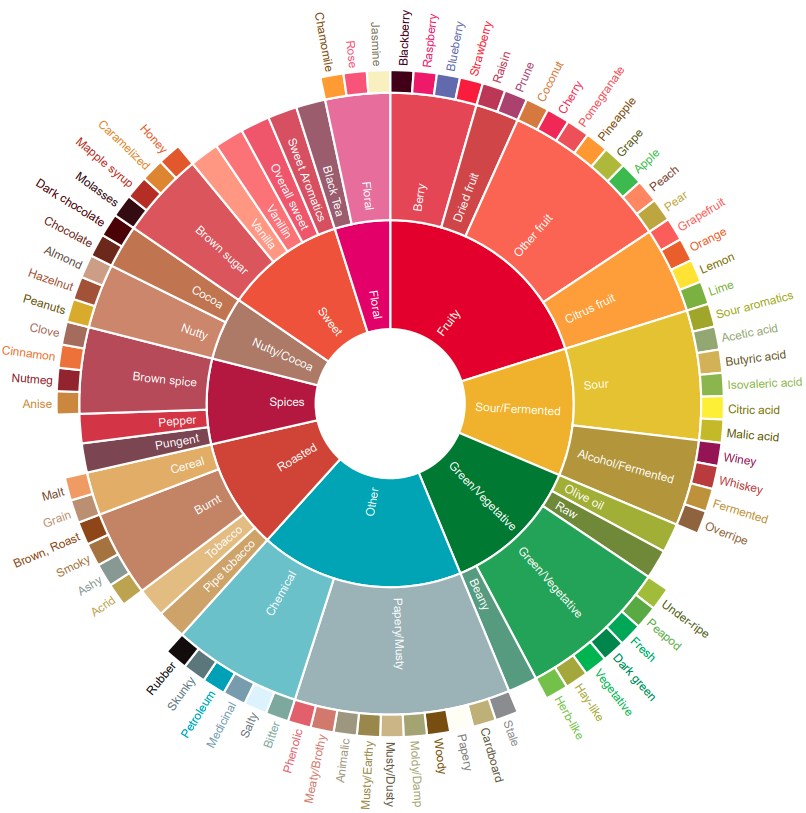 Fruity
Sour/Fermented
Green/Vegetative
Other
Roasted
Spices
Nutty/Cocoa
Sweet
Floral
Berry
Dried fruit
Other fruit
Citrus fruit
Sour
Alcohol/Fermented
Olive oil
Raw
Green/Vegetative
Beany
Papery/Musty
Chemical
Pipe tobacco
Tobacco
Burnt
Cereal
Pungent
Pepper
Brown spice
Nutty
Cocoa
Brown sugar
Vanilla
Vanillin
Overall sweet
Sweet Aromatics
Black Tea
Floral
Blackberry
Raspberry
Blueberry
Strawberry
Raisin
Prune
Coconut
Cherry
Pomegranate
Pineapple
Grape
Apple
Peach
Pear
Grapefruit
Orange
Lemon
Lime
Sour aromatics
Acetic acid
Butyric acid
Isovaleric acid
Citric acid
Malic acid
Winey
Whiskey
Fermented
Overripe
Under-ripe
Peapod
Fresh
Dark green
Vegetative
Hay-like
Herb-like
Stale
Cardboard
Papery
Woody
Moldy/Damp
Musty/Dusty
Musty/Earthy
Animalic
Meaty/Brothy
Phenolic
Bitter
Salty
Medicinal
Petroleum
Skunky
Rubber
Acrid
Ashy
Smoky
Brown, Roast
Grain
Malt
Anise
Nutmeg
Cinnamon
Clove
Peanuts
Hazelnut
Almond
Chocolate
Dark chocolate
Molasses
Mapple syrup
Caramelized
Honey
Chamomile
Rose
Jasmine